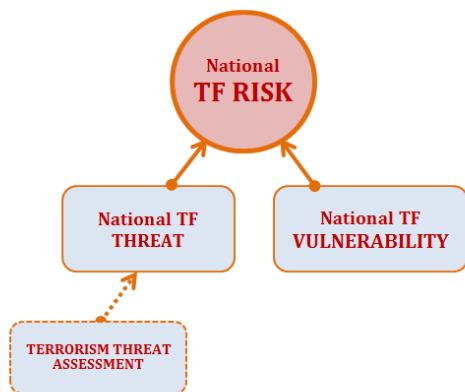 National
TF RISK
National TF
THREAT
National TF
VULNERABILITY
TERRORISM THREAT
ASSESSMENT